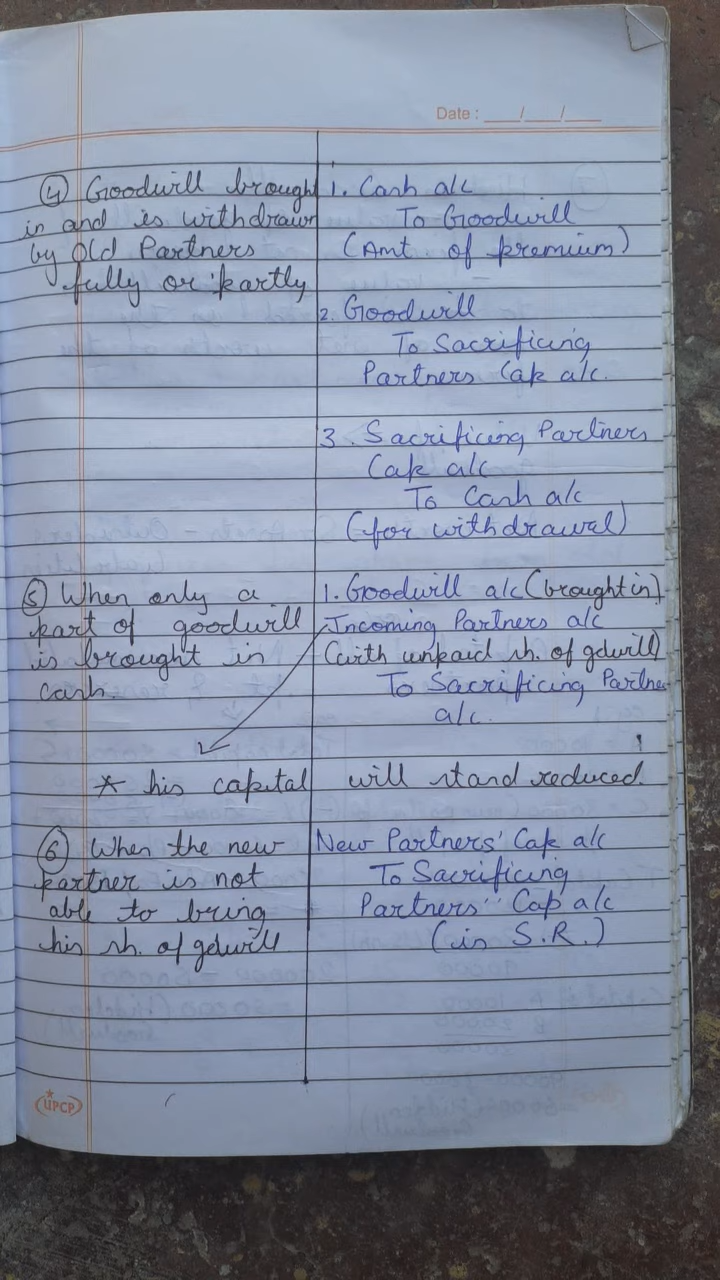 Date : ___/___/___
④ Goodwill brought
in and is withdrawn
by Old Partners
fully or partly
1. Cash a/c
To Goodwill
(Amt. of premium)
2. Goodwill
To Sacrificing
Partners Cap a/c.
3. Sacrificing Partners
Cap a/c
To Cash a/c
(for withdrawal)
⑤ When only a
part of goodwill
is brought in
cash.
1. Goodwill a/c (brought in)
Incoming Partners a/c
(with unpaid sh. of gdwill)
To Sacrificing Partne
a/c.
* his capital will stand reduced.
⑥ When the new
partner is not
able to bring
his sh. of gdwill
New Partners' Cap a/c
To Sacrificing
Partners'' Cap a/c
(in S.R.)
UPCP